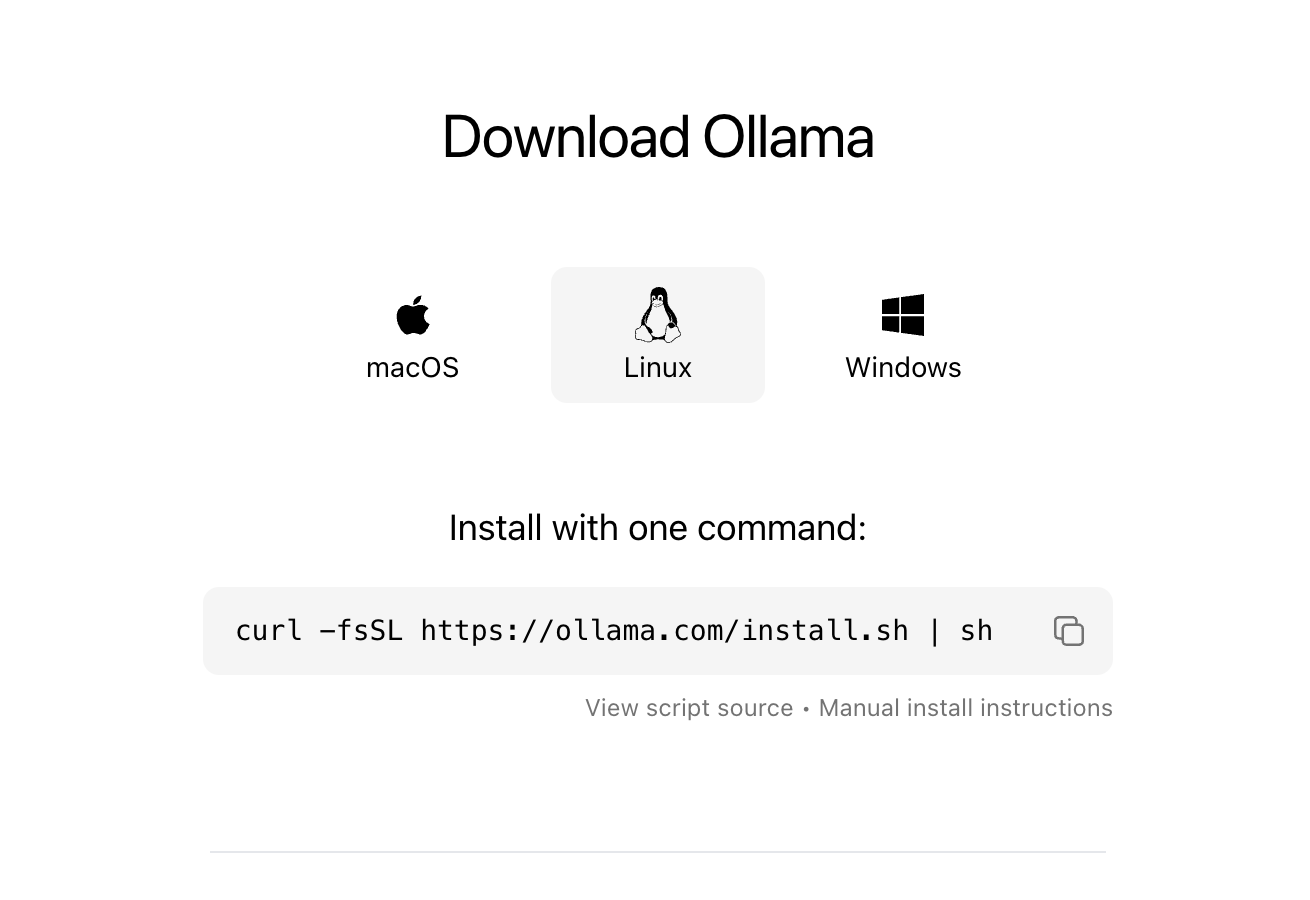 Download Ollama
macOS
Linux
Windows
Install with one command:
curl -fsSL https://ollama.com/install.sh | sh
View script source • Manual install instructions